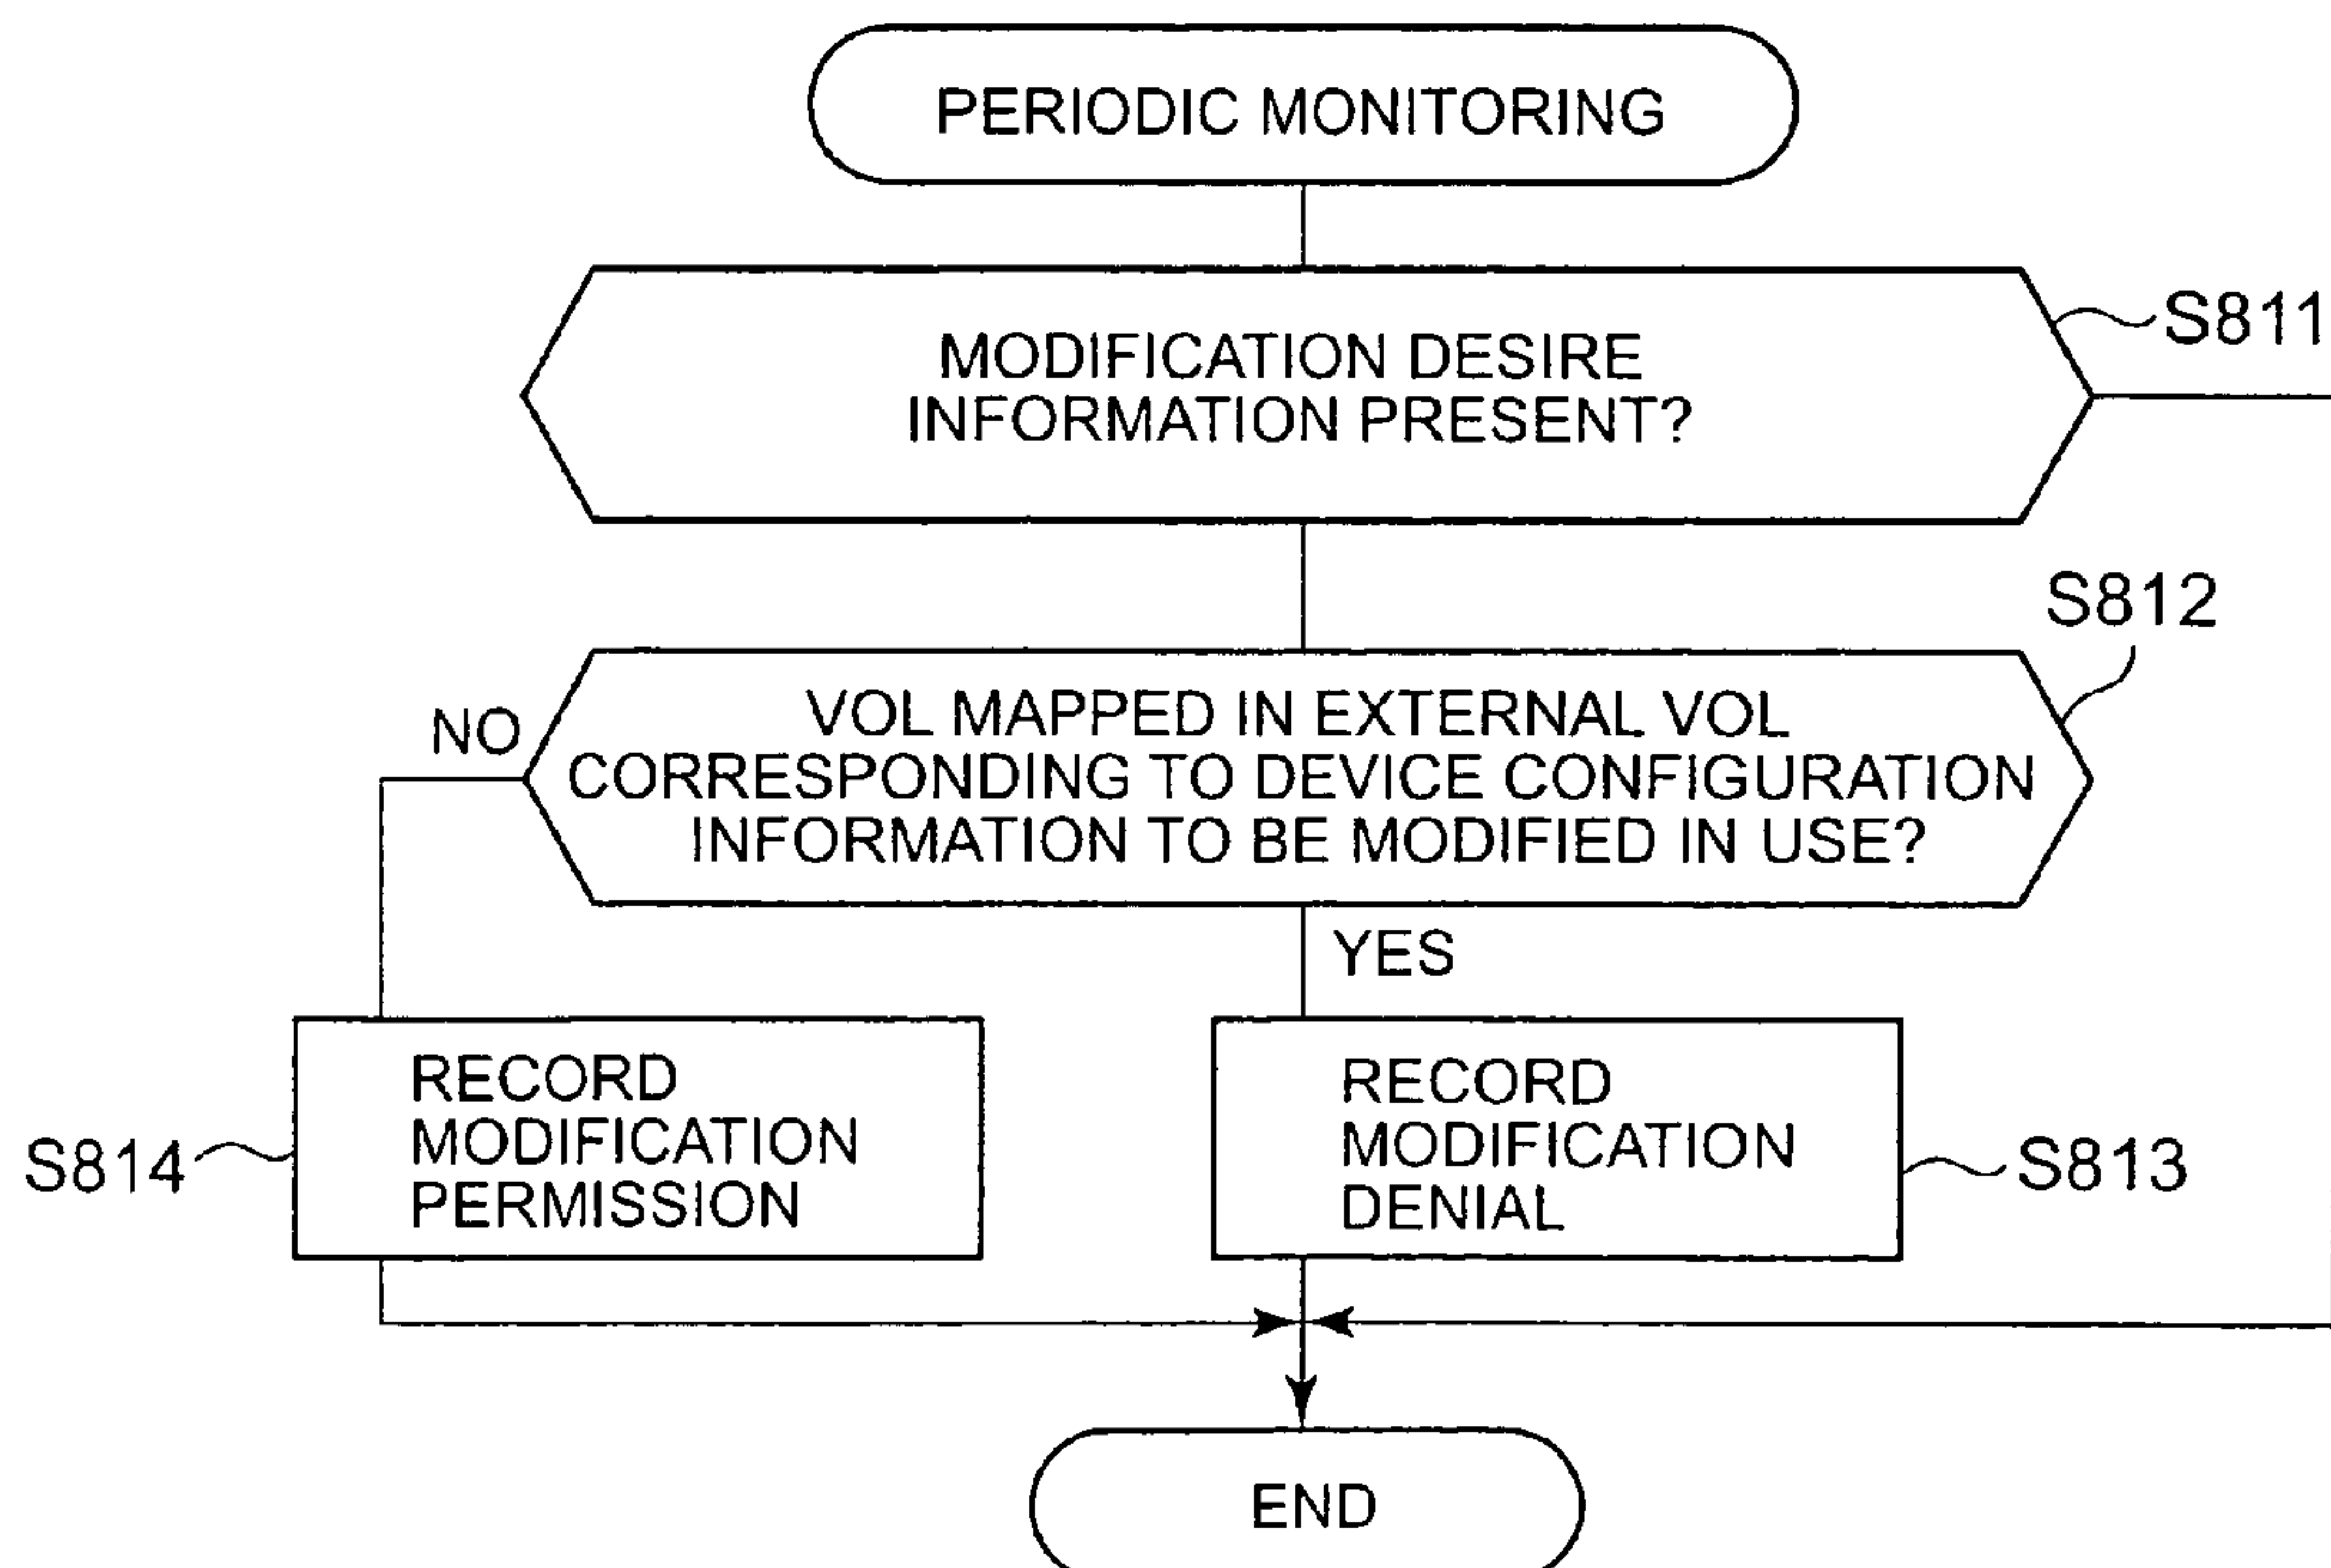 PERIODIC MONITORING
S811
MODIFICATION DESIRE
INFORMATION PRESENT?
S812
NO
VOL MAPPED IN EXTERNAL VOL
CORRESPONDING TO DEVICE CONFIGURATION
INFORMATION TO BE MODIFIED IN USE?
YES
S814
RECORD
MODIFICATION
PERMISSION
RECORD
MODIFICATION
DENIAL
S813
END